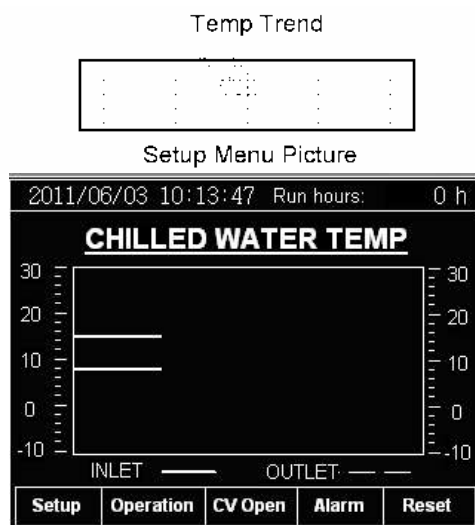 Temp Trend
Setup Menu Picture
2011/06/03 10:13:47 Run hours: 0 h
CHILLED WATER TEMP
30 30
20 20
10 10
0 0
-10 -10
INLET OUTLET
Setup Operation CV Open Alarm Reset